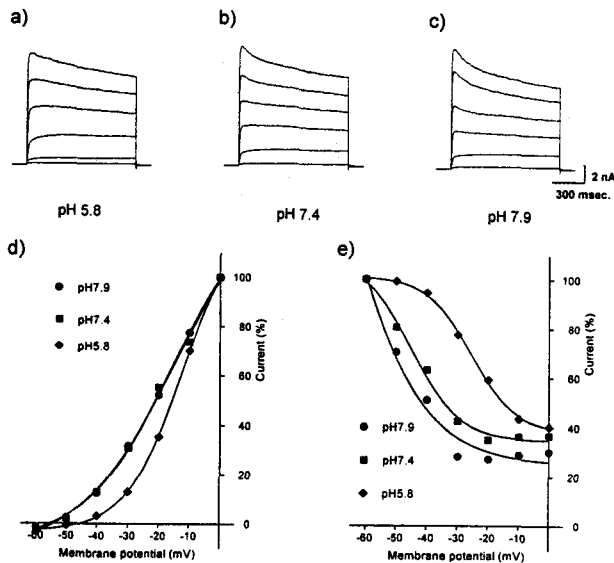 a)
b)
c)
2 nA
300 msec.
pH 5.8
pH 7.4
pH 7.9
d)
pH7.9
pH7.4
pH5.8
100
80
60
40
20
0
Current (%)
-60 -50 -40 -30 -20 -10
Membrane potential (mV)
e)
pH7.9
pH7.4
pH5.8
100
80
60
40
20
0
Current (%)
-60 -50 -40 -30 -20 -10
Membrane potential (mV)